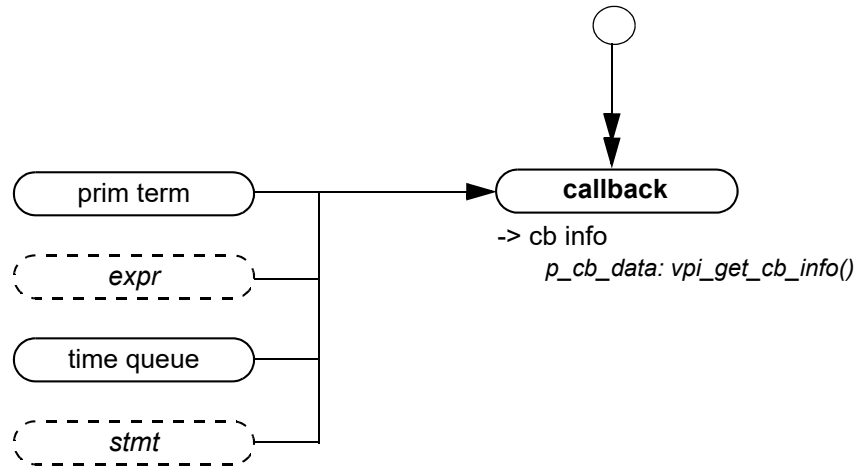 prim term
callback
-> cb info
expr
p_cb_data: vpi_get_cb_info()
time queue
stmt